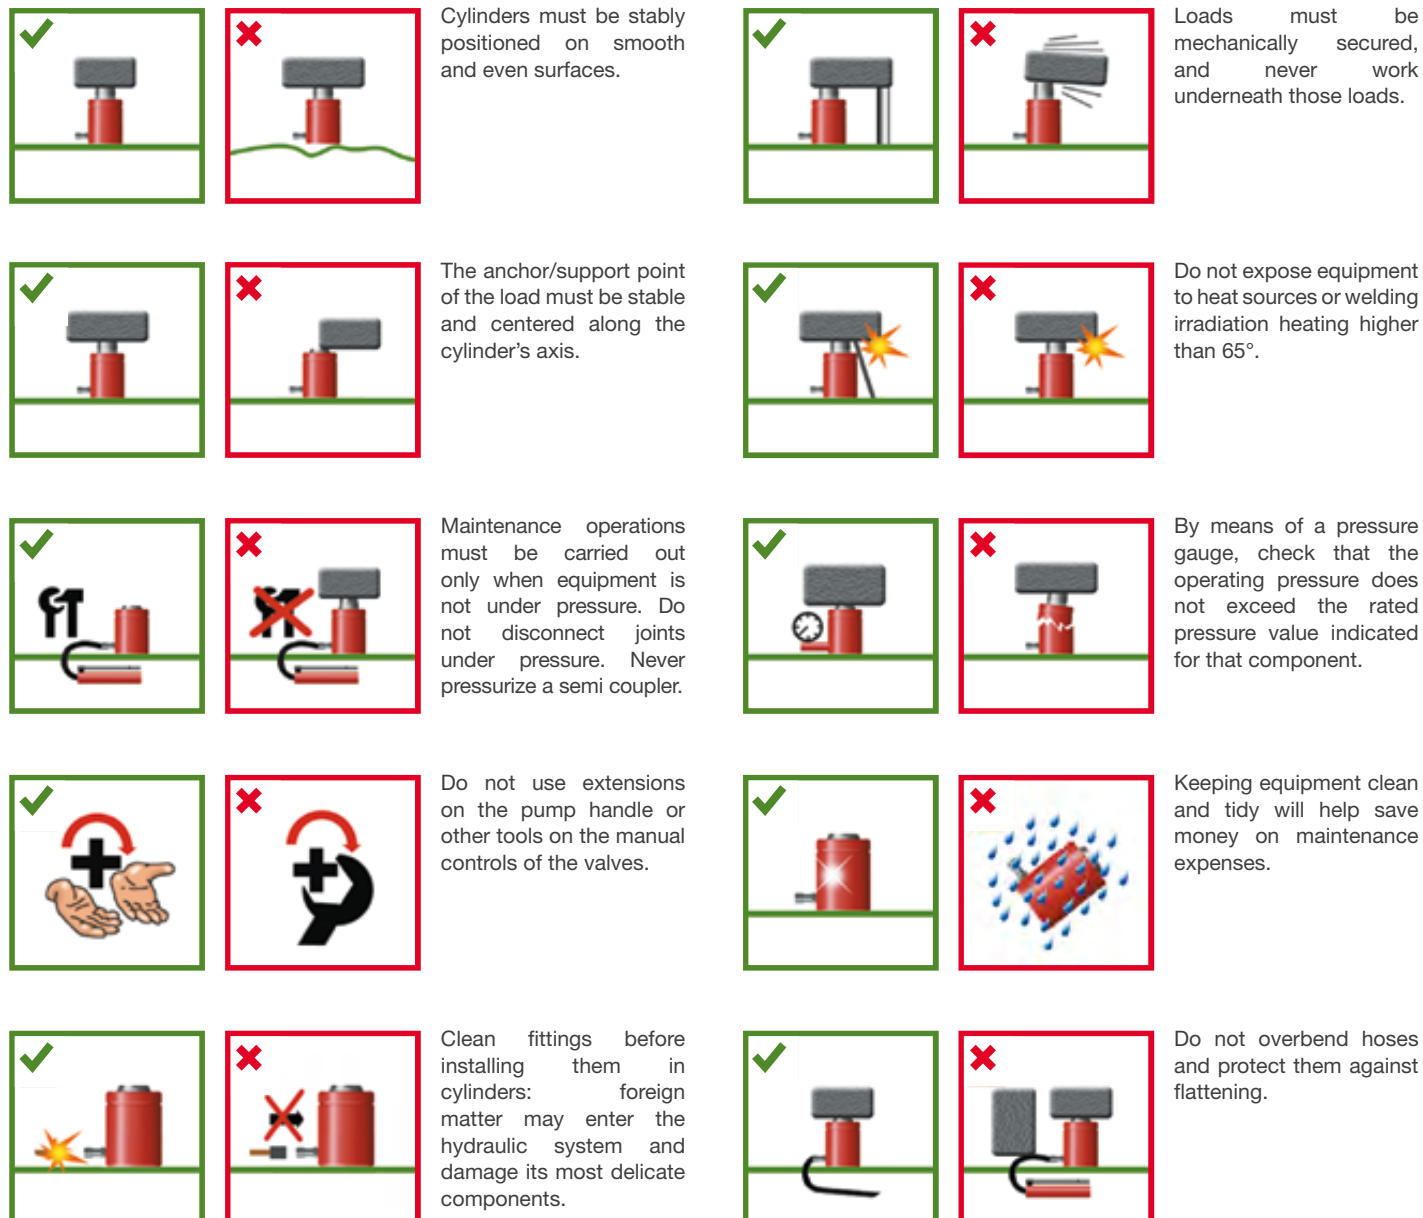 Cylinders must be stably
positioned on smooth
and even surfaces.
Loads must be
mechanically secured,
and never work
underneath those loads.
The anchor/support point
of the load must be stable
and centered along the
cylinder's axis.
Do not expose equipment
to heat sources or welding
irradiation heating higher
than 65°.
Maintenance operations
must be carried out
only when equipment is
not under pressure. Do
not disconnect joints
under pressure. Never
pressurize a semi coupler.
By means of a pressure
gauge, check that the
operating pressure does
not exceed the rated
pressure value indicated
for that component.
Do not use extensions
on the pump handle or
other tools on the manual
controls of the valves.
Keeping equipment clean
and tidy will help save
money on maintenance
expenses.
Clean fittings before
installing them in
cylinders: foreign
matter may enter the
hydraulic system and
damage its most delicate
components.
Do not overbend hoses
and protect them against
flattening.